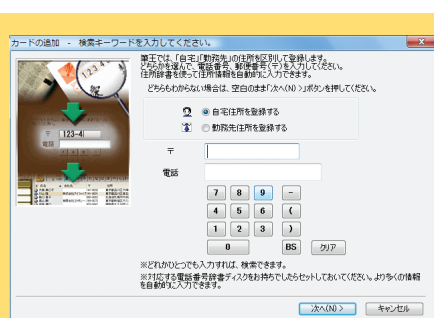 カードの追加 - 検索キーワードを入力してください。
筆王では、「自宅」「勤務先」の住所を区別して登録します。
どちらかを選んで、電話番号、郵便番号(〒)を入力してください。
住所辞書を使って住所情報を自動的に入力できます。
どちらもわからない場合は、空白のまま「次へ(N) >」ボタンを押してください。
自宅住所を登録する
勤務先住所を登録する
〒
電話
7 8 9 -
4 5 6 (
1 2 3 )
0 BS クリア
123-4
〒 123-4
電話
※どれかひとつでも入力すれば、検索できます。
※対応する電話番号辞書ディスクをお持ちでしたらセットしておいてください。より多くの情報
を自動的に入力できます。
次へ(N) > キャンセル